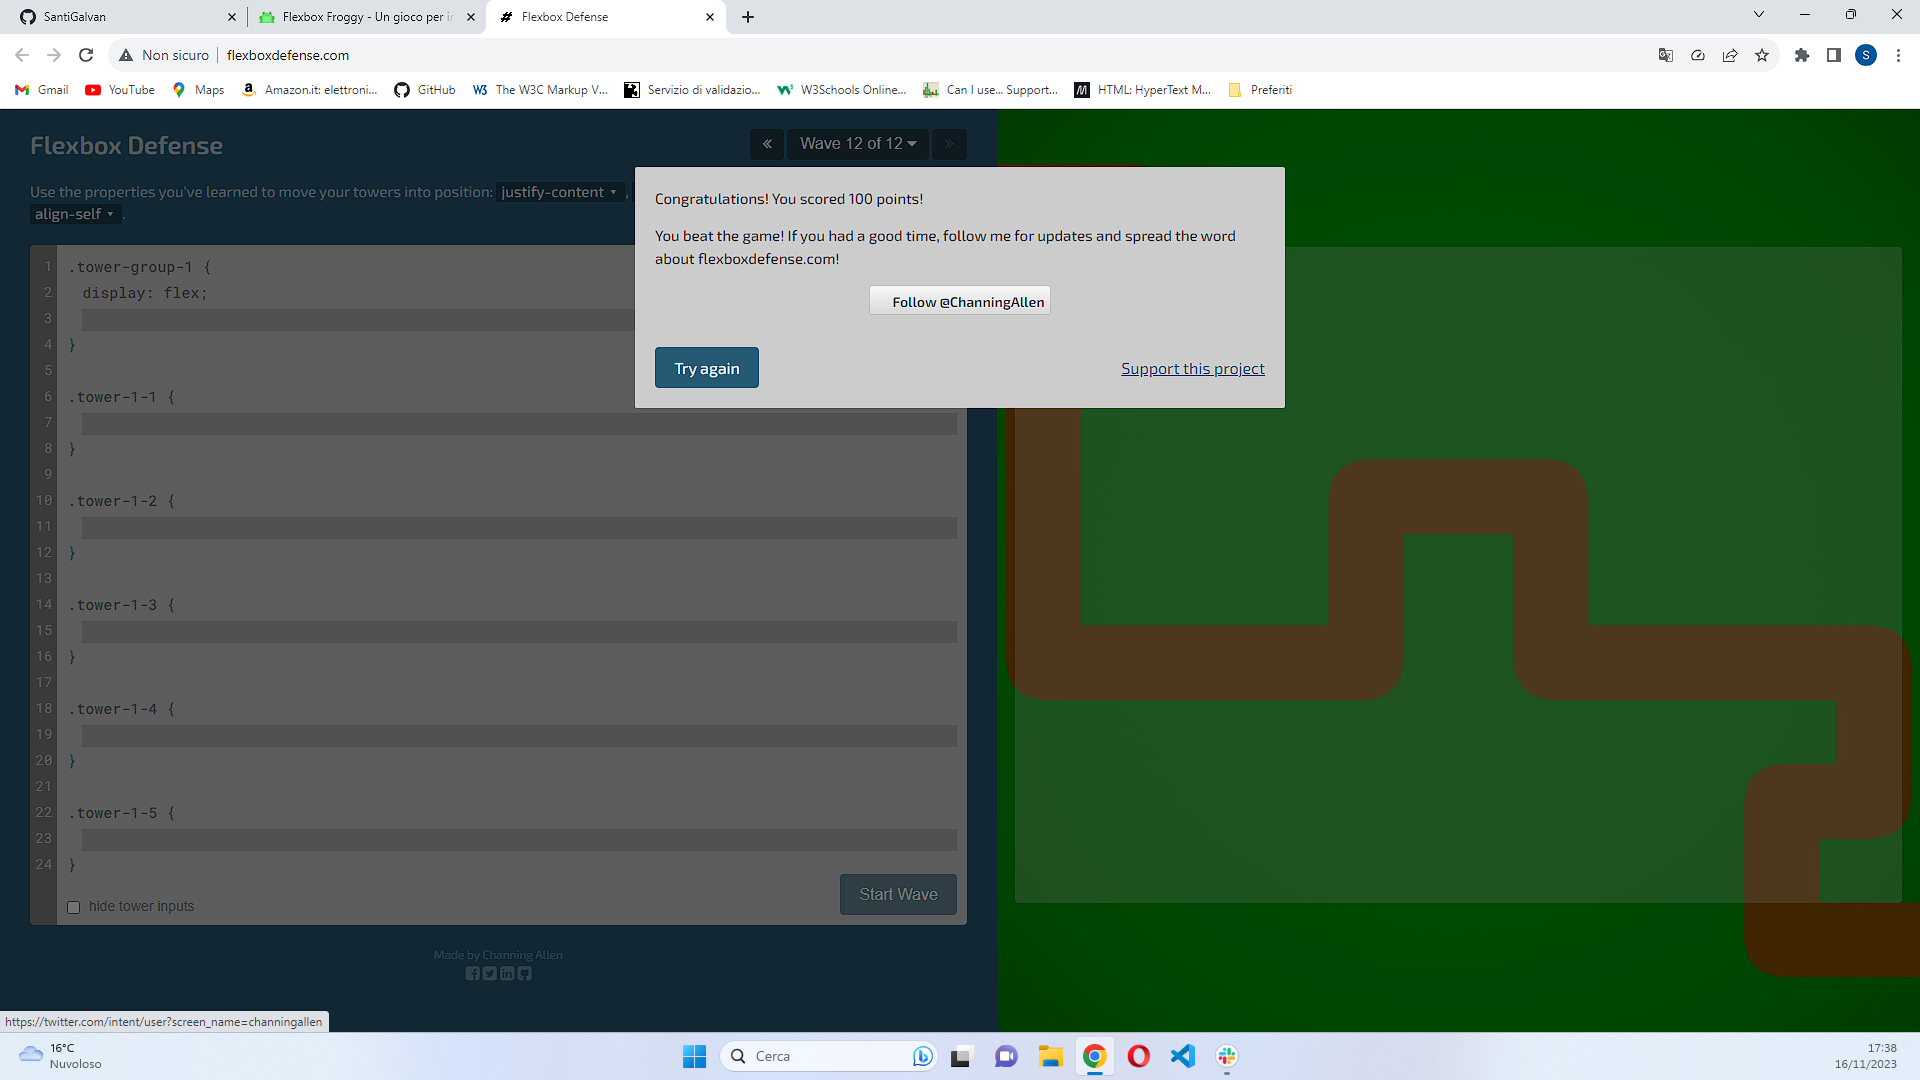 SantiGalvan
Flexbox Froggy - Un gioco per i
Flexbox Defense
Non sicuro
flexboxdefense.com
S
Gmail
YouTube
Maps
Amazon.it: elettroni...
GitHub
The W3C Markup V...
Servizio di validazio...
W3Schools Online...
Can I use... Support...
HTML: HyperText M...
Preferiti
Flexbox Defense
« Wave 12 of 12 »
Use the properties you've learned to move your towers into position: justify-content ,
align-self .
Congratulations! You scored 100 points!
You beat the game! If you had a good time, follow me for updates and spread the word
about flexboxdefense.com!
Follow @ChanningAllen
Try again
Support this project
1 .tower-group-1 {
2 display: flex;
3
4 }
5
6 .tower-1-1 {
7
8 }
9
10 .tower-1-2 {
11
12 }
13
14 .tower-1-3 {
15
16 }
17
18 .tower-1-4 {
19
20 }
21
22 .tower-1-5 {
23
24 }
hide tower inputs
Start Wave
Made by Channing Allen
https://twitter.com/intent/user?screen_name=channingallen
16°C
Nuvoloso
Cerca
17:38
16/11/2023